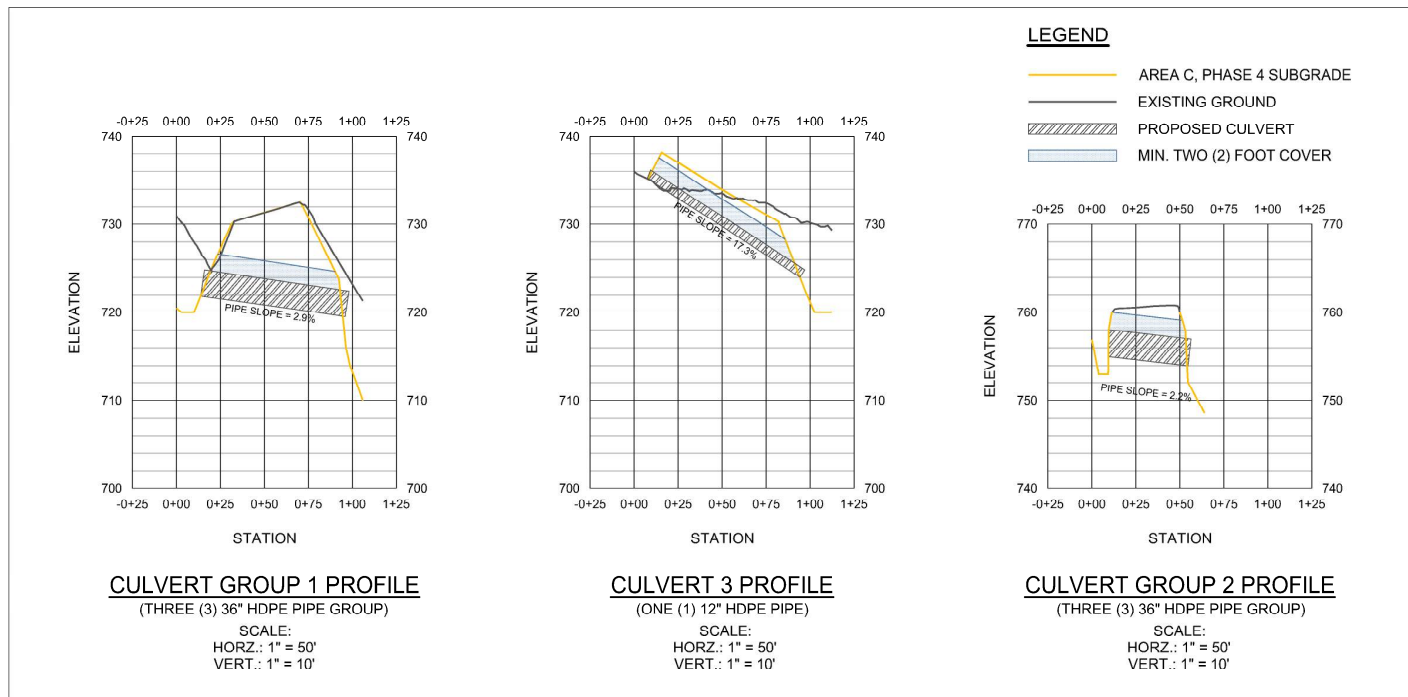 LEGEND
AREA C, PHASE 4 SUBGRADE
EXISTING GROUND
PROPOSED CULVERT
MIN. TWO (2) FOOT COVER
-0+25 0+00 0+25 0+50 0+75 1+00 1+25
740 740
730 730
720 720
710 710
700 700
ELEVATION
PIPE SLOPE = 2.9%
-0+25 0+00 0+25 0+50 0+75 1+00 1+25
STATION
CULVERT GROUP 1 PROFILE
(THREE (3) 36" HDPE PIPE GROUP)
SCALE:
HORZ.: 1" = 50'
VERT.: 1" = 10'
-0+25 0+00 0+25 0+50 0+75 1+00 1+25
740 740
730 730
720 720
710 710
700 700
ELEVATION
PIPE SLOPE = 17.3%
-0+25 0+00 0+25 0+50 0+75 1+00 1+25
STATION
CULVERT 3 PROFILE
(ONE (1) 12" HDPE PIPE)
SCALE:
HORZ.: 1" = 50'
VERT.: 1" = 10'
-0+25 0+00 0+25 0+50 0+75 1+00 1+25
770 770
760 760
750 750
740 740
ELEVATION
PIPE SLOPE = 2.2%
-0+25 0+00 0+25 0+50 0+75 1+00 1+25
STATION
CULVERT GROUP 2 PROFILE
(THREE (3) 36" HDPE PIPE GROUP)
SCALE:
HORZ.: 1" = 50'
VERT.: 1" = 10'